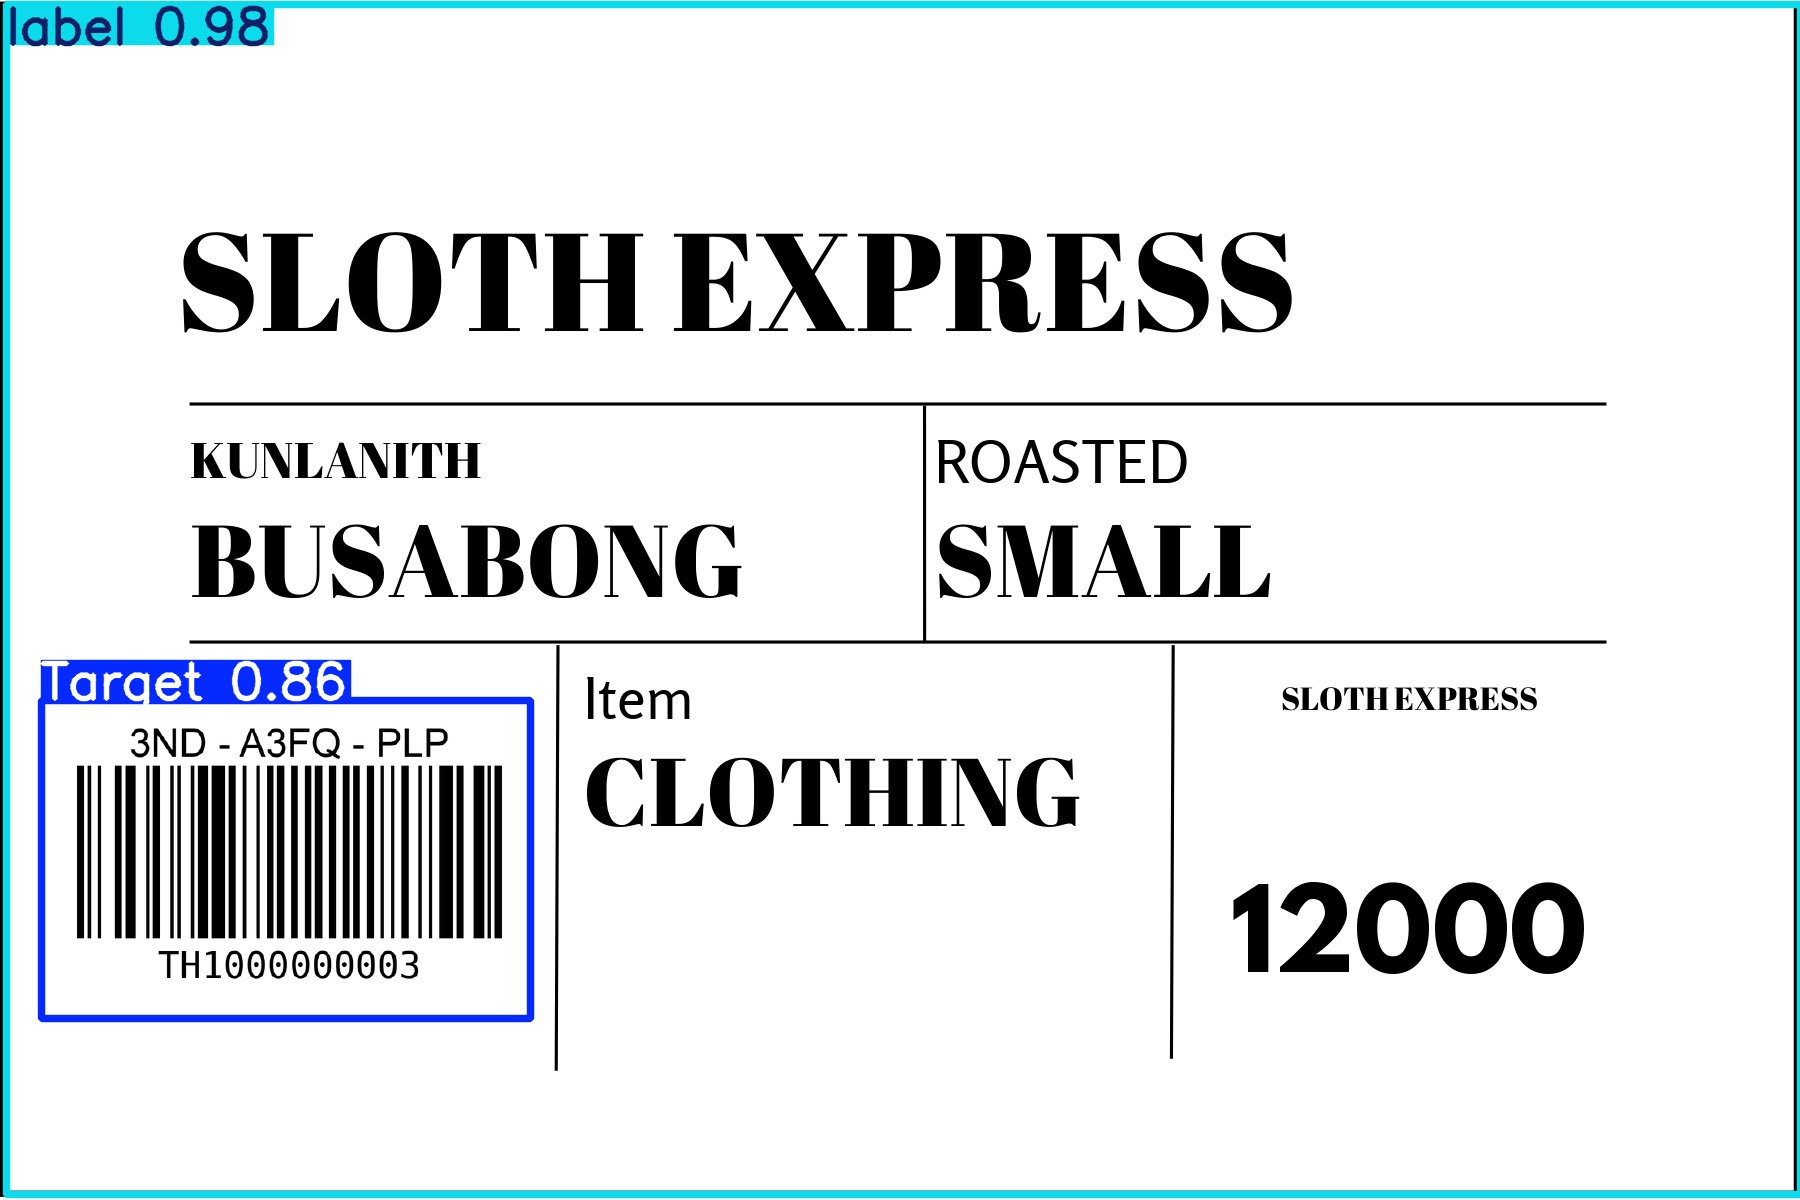 label 0.98
SLOTH EXPRESS
KUNLANITH
BUSABONG
ROASTED
SMALL
Target 0.86
3ND - A3FQ - PLP
TH1000000003
Item
CLOTHING
SLOTH EXPRESS
12000